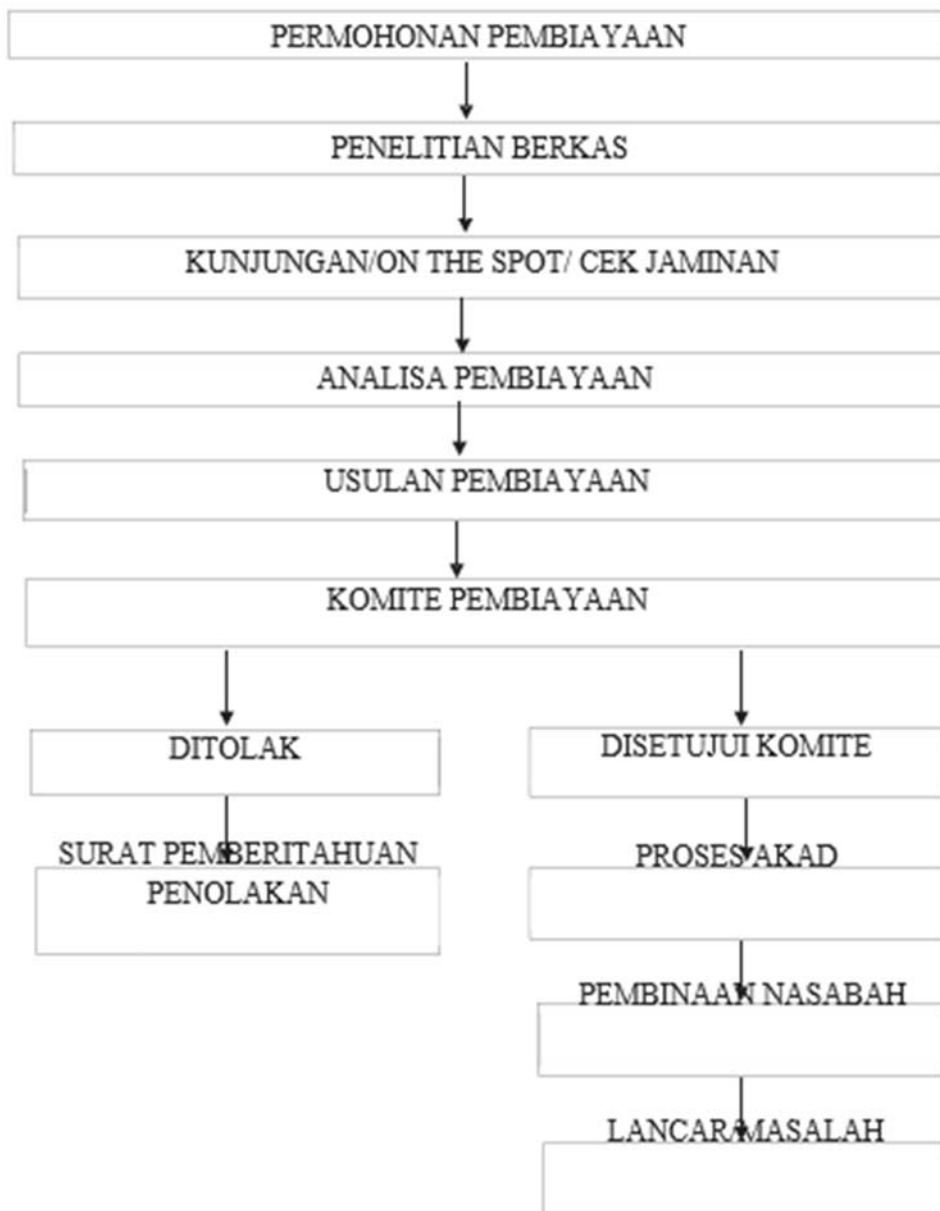 PERMOHONAN PEMBIAYAAN
PENELITIAN BERKAS
KUNJUNGAN/ON THE SPOT/ CEK JAMINAN
ANALISA PEMBIAYAAN
USULAN PEMBIAYAAN
KOMITE PEMBIAYAAN
DITOLAK
DISETUJUI KOMITE
SURAT PEMBERITAHUAN
PENOLAKAN
PROSES AKAD
PEMBINAAN NASABAH
LANCAR/MASALAH